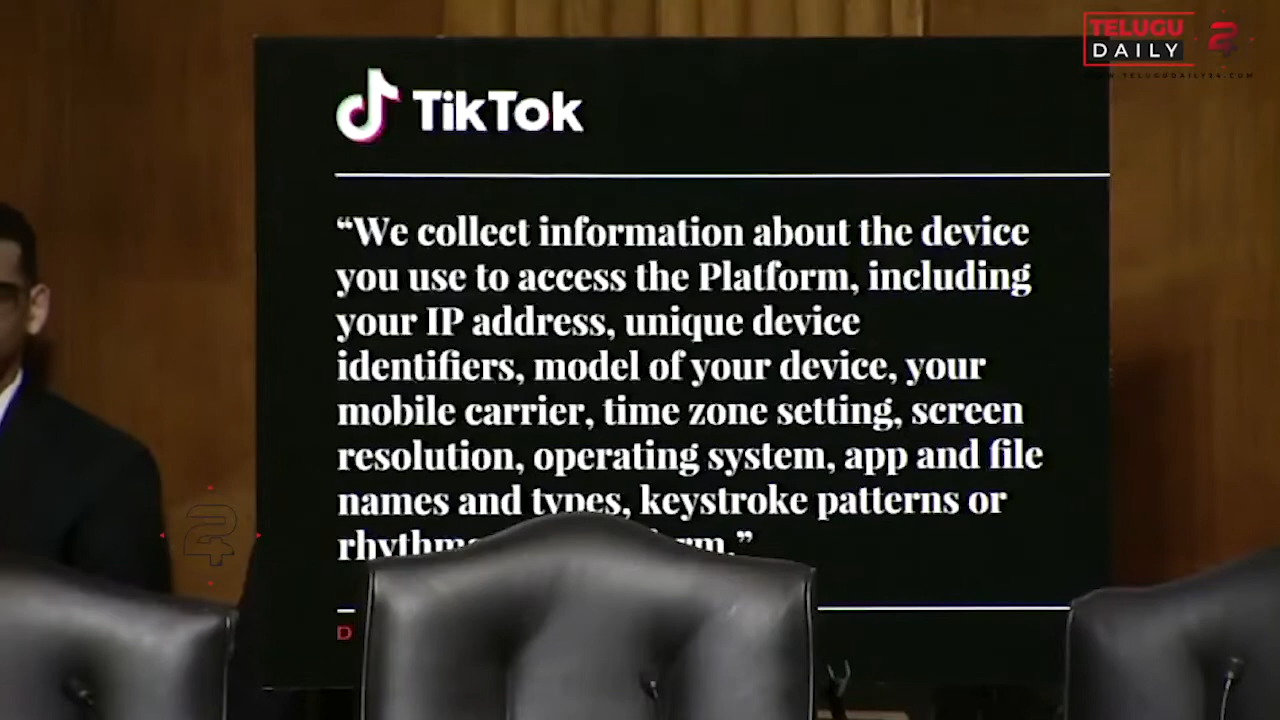 TELUGU
DAILY
24
TikTok
“We collect information about the device
you use to access the Platform, including
your IP address, unique device
identifiers, model of your device, your
mobile carrier, time zone setting, screen
resolution, operating system, app and file
names and types, keystroke patterns or
D